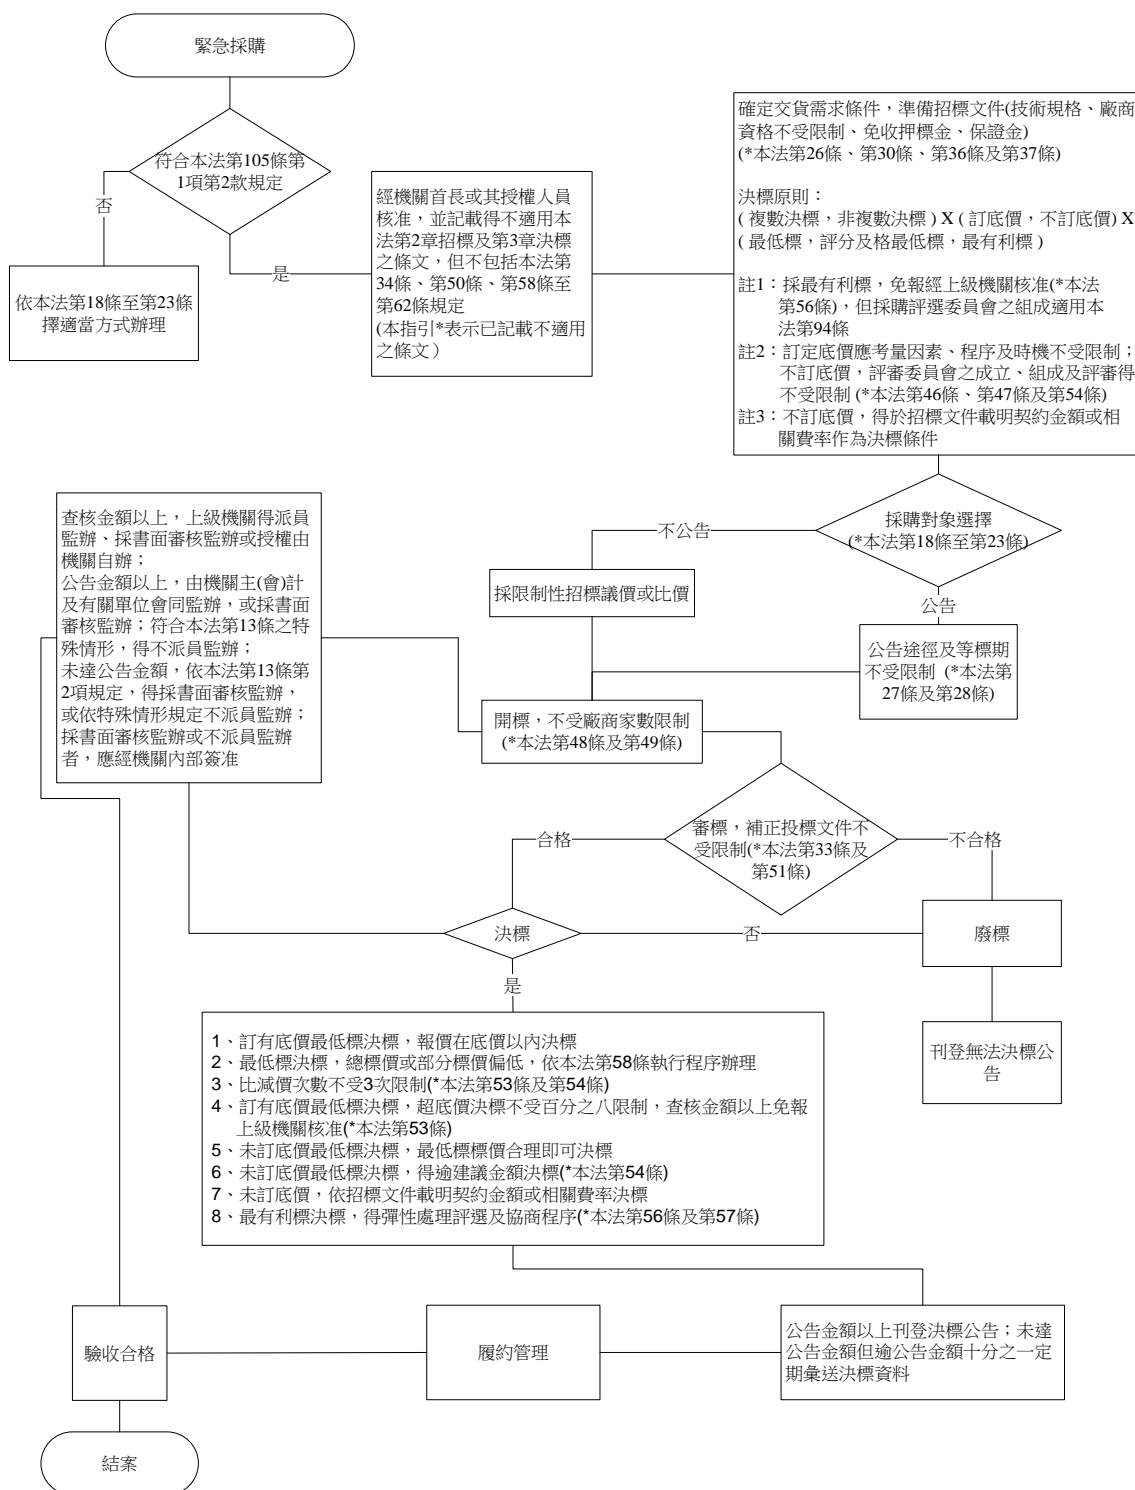 緊急採購
符合本法第105條第
1項第2款規定
否
是
依本法第18條至第23條
擇適當方式辦理
經機關首長或其授權人員
核准，並記載得不適用本
法第2章招標及第3章決標
之條文，但不包括本法第
34條、第50條、第58條至
第62條規定
(本指引*表示已記載不適用
之條文）
確定交貨需求條件，準備招標文件(技術規格、廠商
資格不受限制、免收押標金、保證金)
(*本法第26條、第30條、第36條及第37條)
決標原則：
( 複數決標，非複數決標 ) X ( 訂底價，不訂底價) X
( 最低標，評分及格最低標，最有利標 )
註1：採最有利標，免報經上級機關核准(*本法
第56條)，但採購評選委員會之組成適用本
法第94條
註2：訂定底價應考量因素、程序及時機不受限制；
不訂底價，評審委員會之成立、組成及評審得
不受限制 (*本法第46條、第47條及第54條)
註3：不訂底價，得於招標文件載明契約金額或相
關費率作為決標條件
採購對象選擇
(*本法第18條至第23條)
不公告
公告
採限制性招標議價或比價
公告途徑及等標期
不受限制 (*本法第
27條及第28條)
開標，不受廠商家數限制
(*本法第48條及第49條)
查核金額以上，上級機關得派員
監辦、採書面審核監辦或授權由
機關自辦；
公告金額以上，由機關主(會)計
及有關單位會同監辦，或採書面
審核監辦；符合本法第13條之特
殊情形，得不派員監辦；
未達公告金額，依本法第13條第
2項規定，得採書面審核監辦，
或依特殊情形規定不派員監辦；
採書面審核監辦或不派員監辦
者，應經機關內部簽准
審標，補正投標文件不
受限制(*本法第33條及
第51條)
合格
不合格
決標
否
廢標
是
刊登無法決標公
告
1、訂有底價最低標決標，報價在底價以內決標
2、最低標決標，總標價或部分標價偏低，依本法第58條執行程序辦理
3、比減價次數不受3次限制(*本法第53條及第54條)
4、訂有底價最低標決標，超底價決標不受百分之八限制，查核金額以上免報
上級機關核准(*本法第53條)
5、未訂底價最低標決標，最低標標價合理即可決標
6、未訂底價最低標決標，得逾建議金額決標(*本法第54條)
7、未訂底價，依招標文件載明契約金額或相關費率決標
8、最有利標決標，得彈性處理評選及協商程序(*本法第56條及第57條)
公告金額以上刊登決標公告；未達
公告金額但逾公告金額十分之一定
期彙送決標資料
履約管理
驗收合格
結案